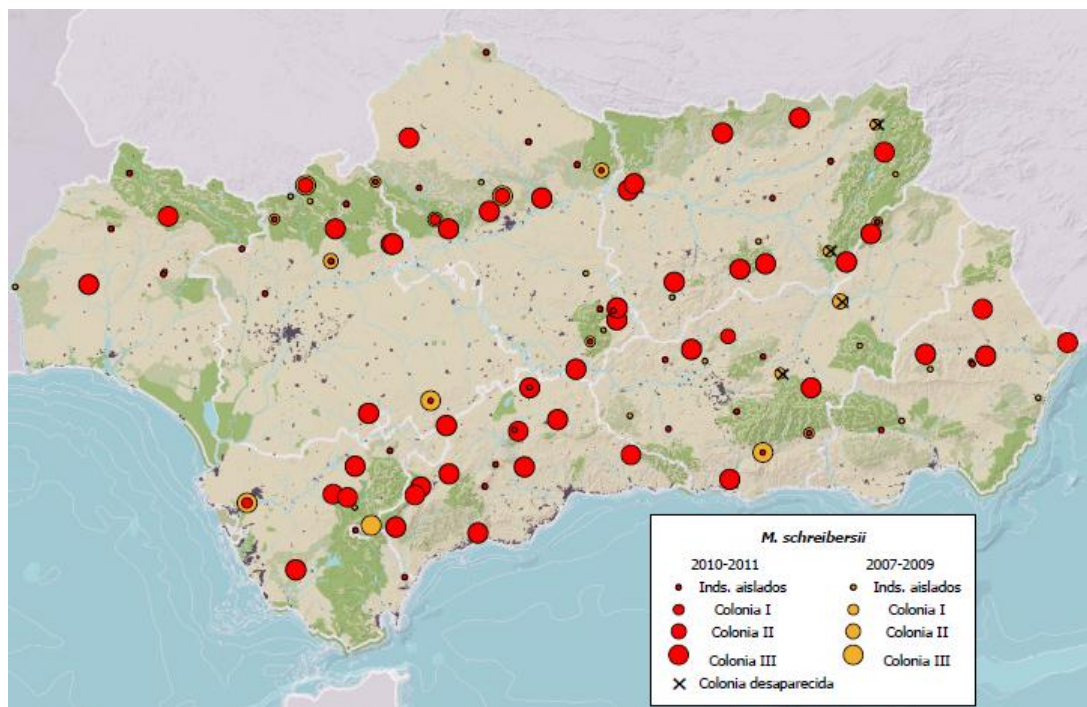 M. schreibersii
2010-2011 2007-2009
Inds. aislados Inds. aislados
Colonia I Colonia I
Colonia II Colonia II
Colonia III Colonia III
Colonia desaparecida